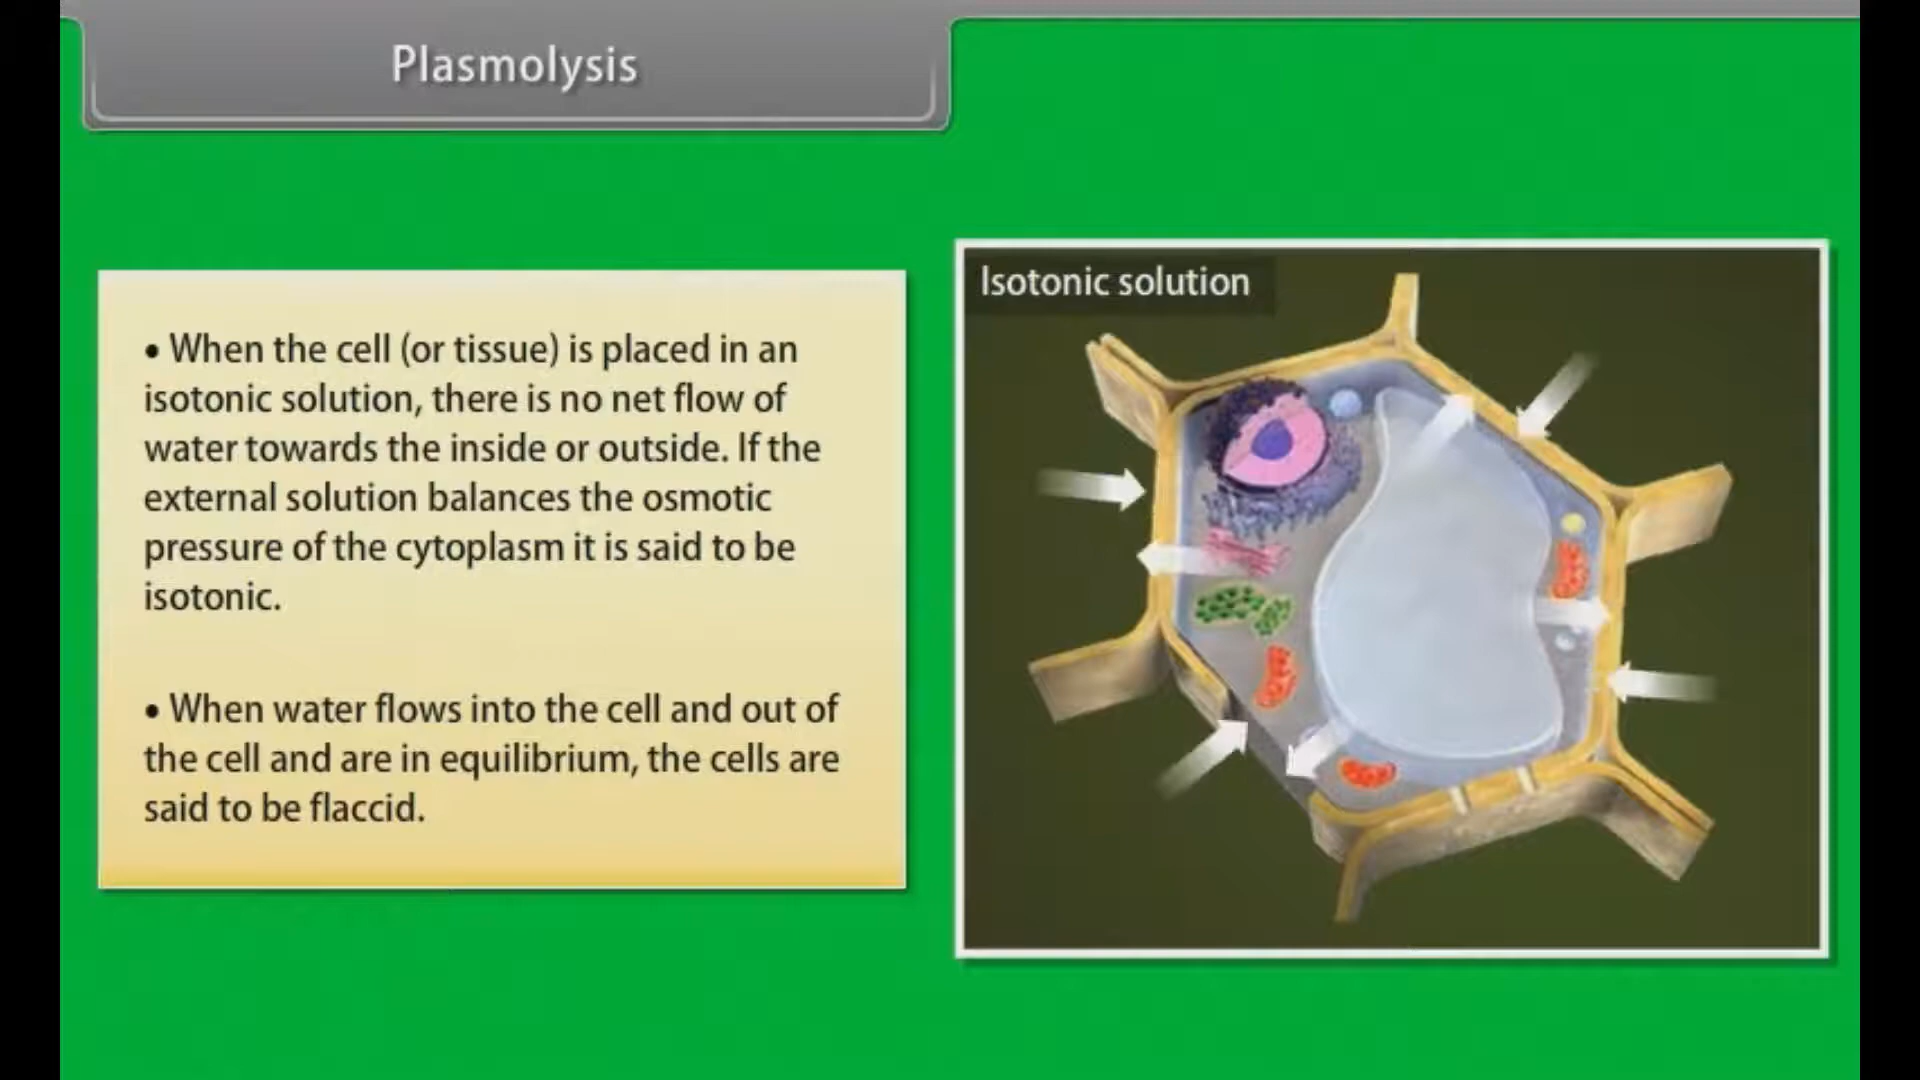 Plasmolysis
• When the cell (or tissue) is placed in an
isotonic solution, there is no net flow of
water towards the inside or outside. If the
external solution balances the osmotic
pressure of the cytoplasm it is said to be
isotonic.
• When water flows into the cell and out of
the cell and are in equilibrium, the cells are
said to be flaccid.
Isotonic solution